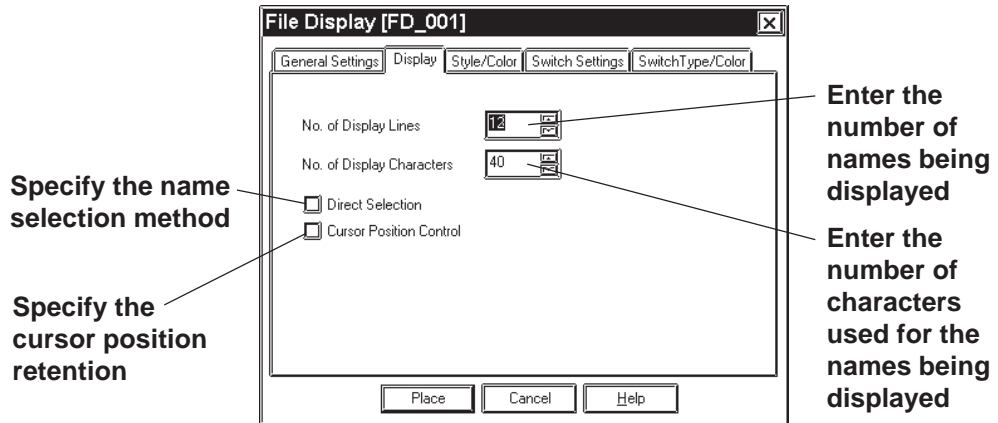 File Display [FD_001]
General Settings Display Style/Color Switch Settings SwitchType/Color
No. of Display Lines 12
No. of Display Characters 40
Direct Selection
Cursor Position Control
Place Cancel Help
Specify the name
selection method
Specify the
cursor position
retention
Enter the
number of
names being
displayed
Enter the
number of
characters
used for the
names being
displayed